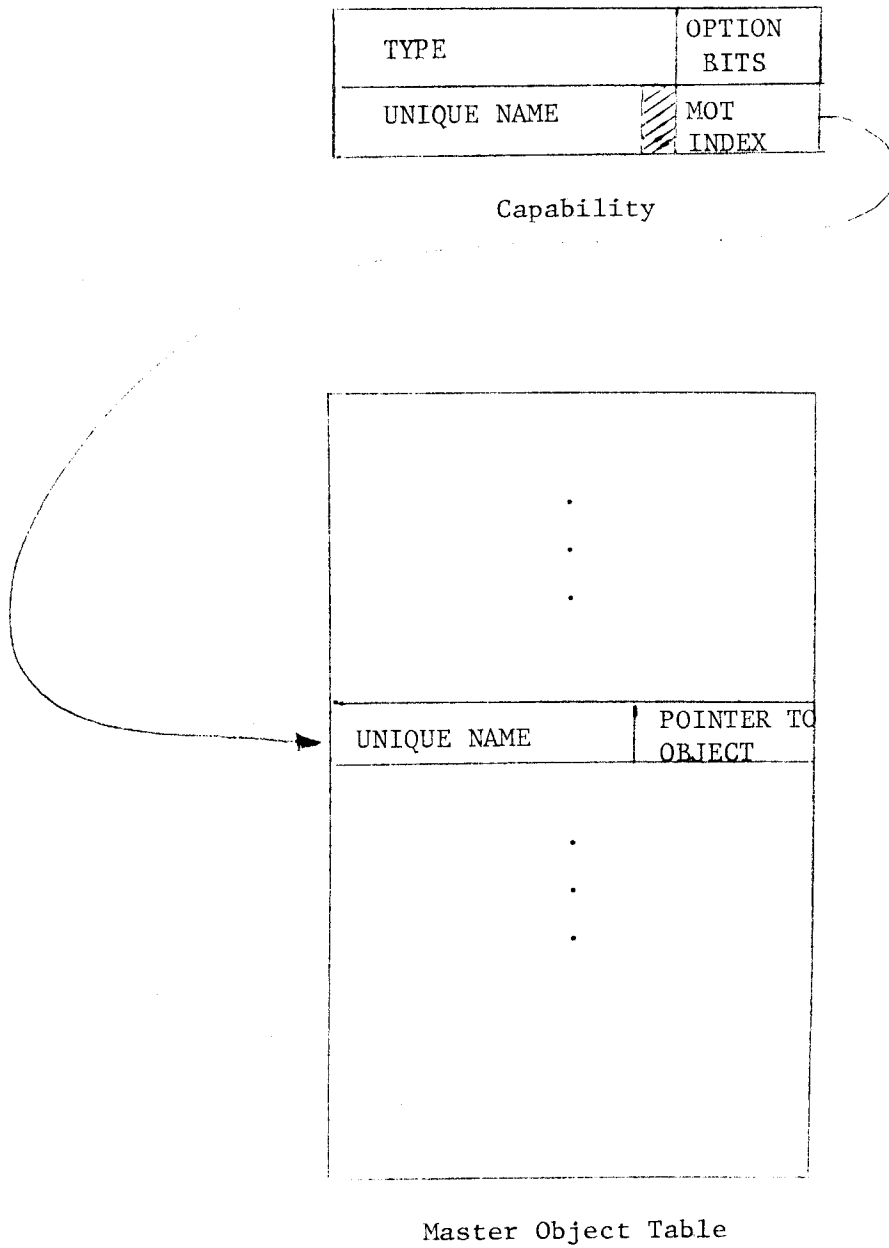 TYPE
OPTION
BITS
UNIQUE NAME
MOT
INDEX
Capability
UNIQUE NAME
POINTER TO
OBJECT
Master Object Table